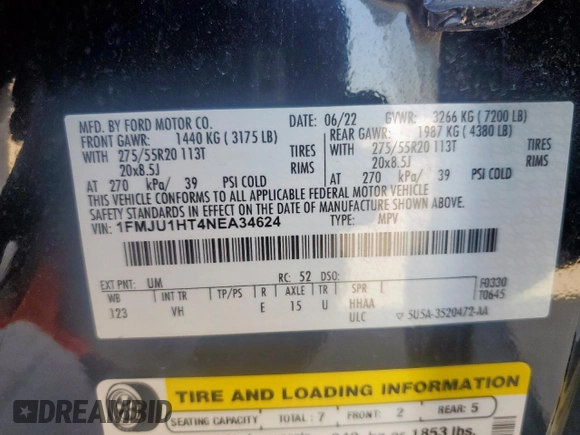 MFD. BY FORD MOTOR CO. 06/22 GVWR: 3266 KG ( 7200 LB)
FRONT GAWR: 1440 KG ( 3175 LB) REAR GAWR: 1987 KG ( 4380 LB)
WITH 275/55R20 113T TIRES WITH 275/55R20 113T TIRES
20x8.5J RIMS 20x8.5J RIMS
AT 270 kPa/ 39 PSI COLD AT 270 kPa/ 39 PSI COLD
THIS VEHICLE CONFORMS TO ALL APPLICABLE FEDERAL MOTOR VEHICLE
SAFETY STANDARDS IN EFFECT ON THE DATE OF MANUFACTURE SHOWN ABOVE.
VIN: 1FMJU1HT4NEA34624 TYPE: MPV
EXT PNT: UM RC: 52 DSO: F0330
WB INT TR TP/PS R AXLE TR SPR T0645
123 VH E 15 U HHAA
ULC 5U5A-3520472-AA
TIRE AND LOADING INFORMATION
SEATING CAPACITY TOTAL: 7 FRONT: 2 REAR: 5
kg or 1853 lbs.
DREAMBID